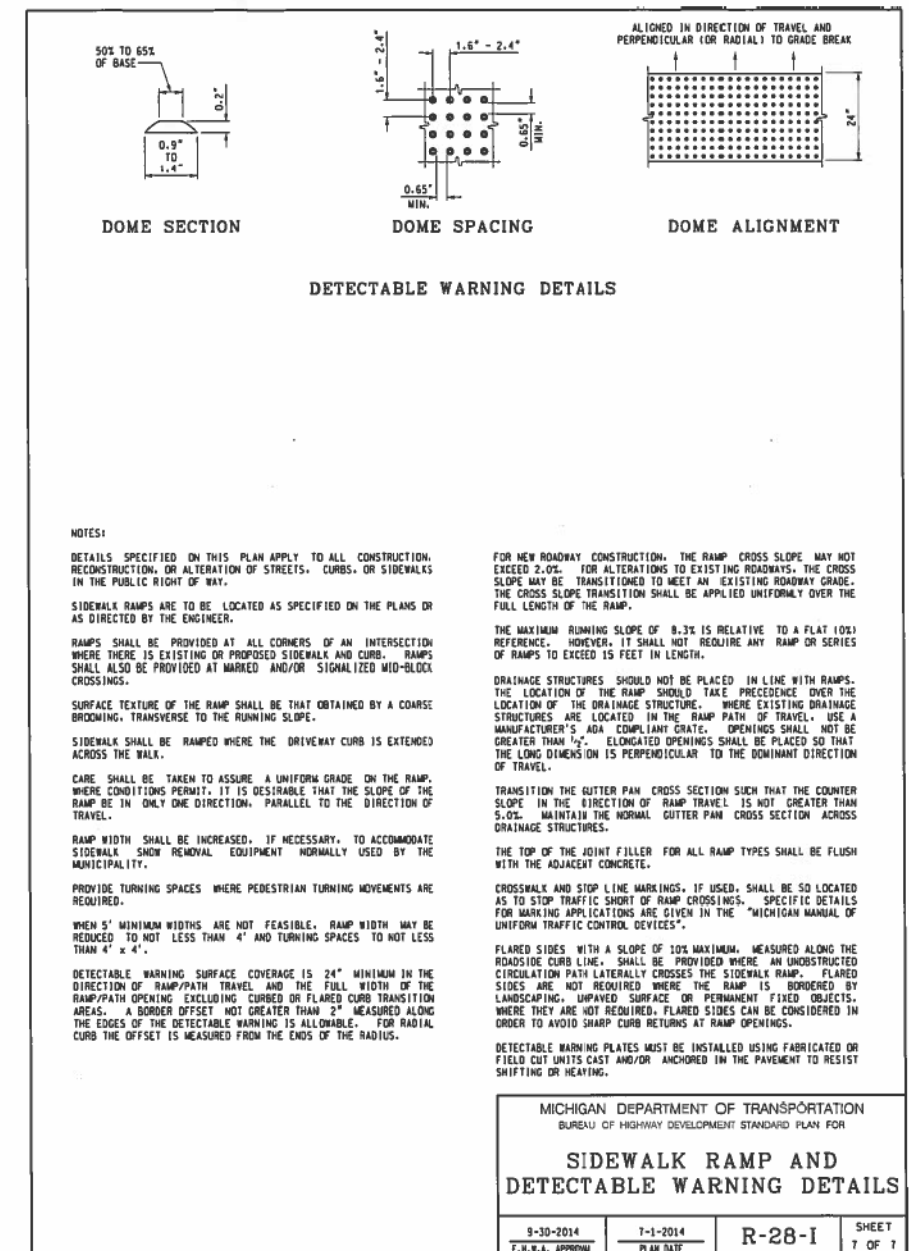 50% TO 65%
OF BASE
0.2"
0.9"
TO
1.4"
DOME SECTION
1.6" - 2.4"
1.6" - 2.4"
0.65"
MIN.
0.65"
MIN.
DOME SPACING
ALIGNED IN DIRECTION OF TRAVEL AND
PERPENDICULAR (OR RADIAL) TO GRADE BREAK
24"
DOME ALIGNMENT
DETECTABLE WARNING DETAILS
NOTES:
DETAILS SPECIFIED ON THIS PLAN APPLY TO ALL CONSTRUCTION,
RECONSTRUCTION, OR ALTERATION OF STREETS, CURBS, OR SIDEWALKS
IN THE PUBLIC RIGHT OF WAY.
SIDEWALK RAMPS ARE TO BE LOCATED AS SPECIFIED ON THE PLANS OR
AS DIRECTED BY THE ENGINEER.
RAMPS SHALL BE PROVIDED AT ALL CORNERS OF AN INTERSECTION
WHERE THERE IS EXISTING OR PROPOSED SIDEWALK AND CURB. RAMPS
SHALL ALSO BE PROVIDED AT MARKED AND/OR SIGNALIZED MID-BLOCK
CROSSINGS.
SURFACE TEXTURE OF THE RAMP SHALL BE THAT OBTAINED BY A COARSE
BROOMING, TRANSVERSE TO THE RUNNING SLOPE.
SIDEWALK SHALL BE RAMPED WHERE THE DRIVEWAY CURB IS EXTENDED
ACROSS THE WALK.
CARE SHALL BE TAKEN TO ASSURE A UNIFORM GRADE ON THE RAMP.
WHERE CONDITIONS PERMIT, IT IS DESIRABLE THAT THE SLOPE OF THE
RAMP BE IN ONLY ONE DIRECTION, PARALLEL TO THE DIRECTION OF
TRAVEL.
RAMP WIDTH SHALL BE INCREASED, IF NECESSARY, TO ACCOMMODATE
SIDEWALK SNOW REMOVAL EQUIPMENT NORMALLY USED BY THE
MUNICIPALITY.
PROVIDE TURNING SPACES WHERE PEDESTRIAN TURNING MOVEMENTS ARE
REQUIRED.
WHEN 5' MINIMUM WIDTHS ARE NOT FEASIBLE, RAMP WIDTH MAY BE
REDUCED TO NOT LESS THAN 4' AND TURNING SPACES TO NOT LESS
THAN 4' x 4'.
DETECTABLE WARNING SURFACE COVERAGE IS 24" MINIMUM IN THE
DIRECTION OF RAMP/PATH TRAVEL AND THE FULL WIDTH OF THE
RAMP/PATH OPENING EXCLUDING CURBED OR FLARED CURB TRANSITION
AREAS. A BORDER OFFSET NOT GREATER THAN 2" MEASURED ALONG
THE EDGES OF THE DETECTABLE WARNING IS ALLOWABLE. FOR RADIAL
CURB THE OFFSET IS MEASURED FROM THE ENDS OF THE RADIUS.
FOR NEW ROADWAY CONSTRUCTION, THE RAMP CROSS SLOPE MAY NOT
EXCEED 2.0%. FOR ALTERATIONS TO EXISTING ROADWAYS, THE CROSS
SLOPE MAY BE TRANSITIONED TO MEET AN EXISTING ROADWAY GRADE.
THE CROSS SLOPE TRANSITION SHALL BE APPLIED UNIFORMLY OVER THE
FULL LENGTH OF THE RAMP.
THE MAXIMUM RUNNING SLOPE OF 8.3% IS RELATIVE TO A FLAT (0%)
REFERENCE. HOWEVER, IT SHALL NOT REQUIRE ANY RAMP OR SERIES
OF RAMPS TO EXCEED 15 FEET IN LENGTH.
DRAINAGE STRUCTURES SHOULD NOT BE PLACED IN LINE WITH RAMPS.
THE LOCATION OF THE RAMP SHOULD TAKE PRECEDENCE OVER THE
LOCATION OF THE DRAINAGE STRUCTURE. WHERE EXISTING DRAINAGE
STRUCTURES ARE LOCATED IN THE RAMP PATH OF TRAVEL, USE A
MANUFACTURER'S ADA COMPLIANT GRATE. OPENINGS SHALL NOT BE
GREATER THAN 1/2". ELONGATED OPENINGS SHALL BE PLACED SO THAT
THE LONG DIMENSION IS PERPENDICULAR TO THE DOMINANT DIRECTION
OF TRAVEL.
TRANSITION THE GUTTER PAN CROSS SECTION SUCH THAT THE COUNTER
SLOPE IN THE DIRECTION OF RAMP TRAVEL IS NOT GREATER THAN
5.0%. MAINTAIN THE NORMAL GUTTER PAN CROSS SECTION ACROSS
DRAINAGE STRUCTURES.
THE TOP OF THE JOINT FILLER FOR ALL RAMP TYPES SHALL BE FLUSH
WITH THE ADJACENT CONCRETE.
CROSSWALK AND STOP LINE MARKINGS, IF USED, SHALL BE SO LOCATED
AS TO STOP TRAFFIC SHORT OF RAMP CROSSINGS. SPECIFIC DETAILS
FOR MARKING APPLICATIONS ARE GIVEN IN THE "MICHIGAN MANUAL OF
UNIFORM TRAFFIC CONTROL DEVICES".
FLARED SIDES WITH A SLOPE OF 10% MAXIMUM, MEASURED ALONG THE
ROADSIDE CURB LINE, SHALL BE PROVIDED WHERE AN UNOBSTRUCTED
CIRCULATION PATH LATERALLY CROSSES THE SIDEWALK RAMP. FLARED
SIDES ARE NOT REQUIRED WHERE THE RAMP IS BORDERED BY
LANDSCAPING, UNPAVED SURFACE OR PERMANENT FIXED OBJECTS.
WHERE THEY ARE NOT REQUIRED, FLARED SIDES CAN BE CONSIDERED IN
ORDER TO AVOID SHARP CURB RETURNS AT RAMP OPENINGS.
DETECTABLE WARNING PLATES MUST BE INSTALLED USING FABRICATED OR
FIELD CUT UNITS CAST AND/OR ANCHORED IN THE PAVEMENT TO RESIST
SHIFTING OR HEAVING.
MICHIGAN DEPARTMENT OF TRANSPORTATION
BUREAU OF HIGHWAY DEVELOPMENT STANDARD PLAN FOR
SIDEWALK RAMP AND
DETECTABLE WARNING DETAILS
9-30-2014
F.H.W.A. APPROVAL
7-1-2014
PLAN DATE
R-28-I
SHEET
7 OF 7